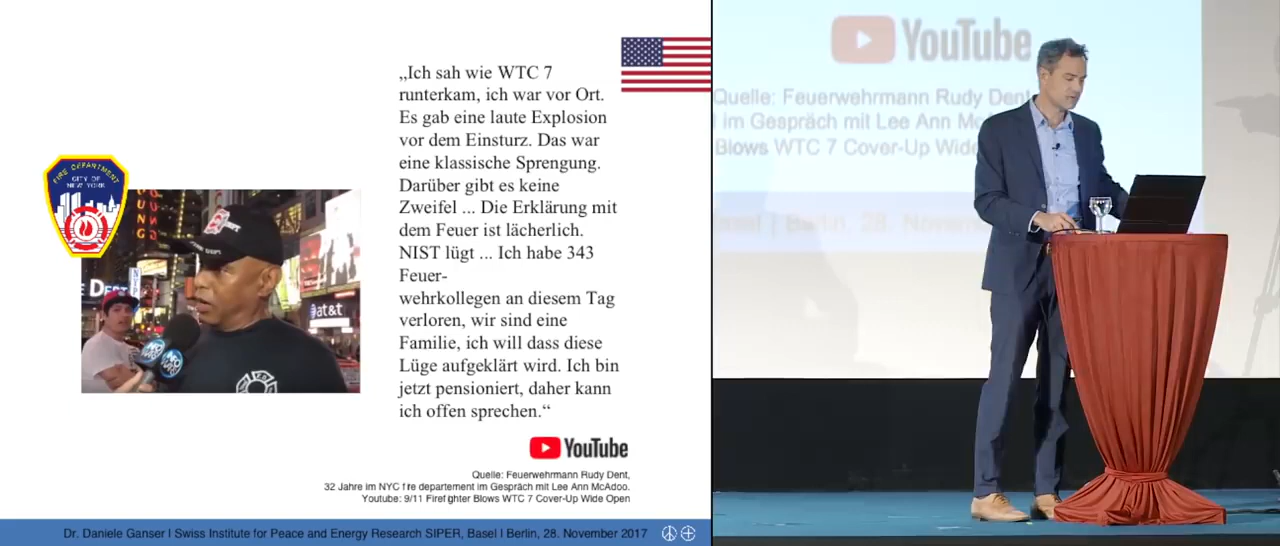 „Ich sah wie WTC 7
runterkam, ich war vor Ort.
Es gab eine laute Explosion
vor dem Einsturz. Das war
eine klassische Sprengung.
Darüber gibt es keine
Zweifel ... Die Erklärung mit
dem Feuer ist lächerlich.
NIST lügt ... Ich habe 343
Feuer-
wehrkollegen an diesem Tag
verloren, wir sind eine
Familie, ich will dass diese
Lüge aufgeklärt wird. Ich bin
jetzt pensioniert, daher kann
ich offen sprechen.“
YouTube
Quelle: Feuerwehrmann Rudy Dent,
32 Jahre im NYC fire departement im Gespräch mit Lee Ann McAdoo.
Youtube: 9/11 Firefighter Blows WTC 7 Cover-Up Wide Open
Dr. Daniele Ganser I Swiss Institute for Peace and Energy Research SIPER, Basel I Berlin, 28. November 2017
FIRE DEPARTMENT
CITY OF
NEW YORK
at&t
YouTube
Quelle: Feuerwehrmann Rudy Dent
im Gespräch mit Lee Ann
Blows WTC 7 Cover-Up Wide
Berlin, 28.